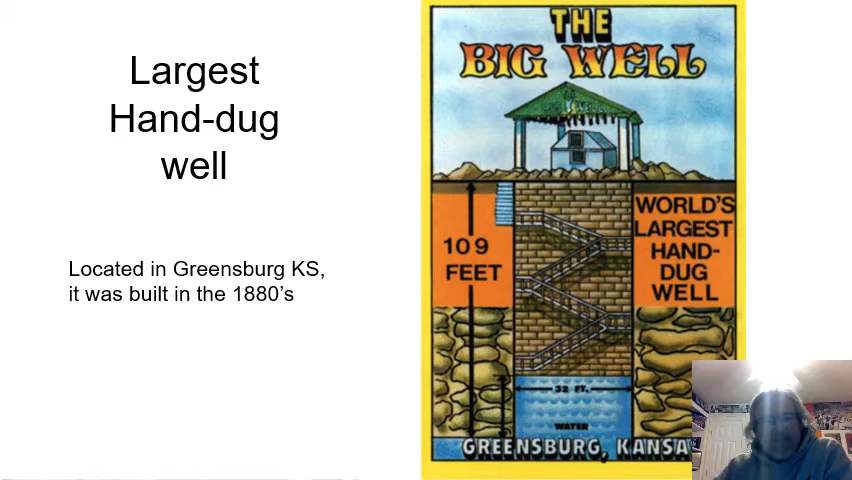 Largest
Hand-dug
well
Located in Greensburg KS,
it was built in the 1880’s
THE
BIG WELL
109
FEET
WORLD'S
LARGEST
HAND-
DUG
WELL
32 FT.
WATER
GREENSBURG, KANSA